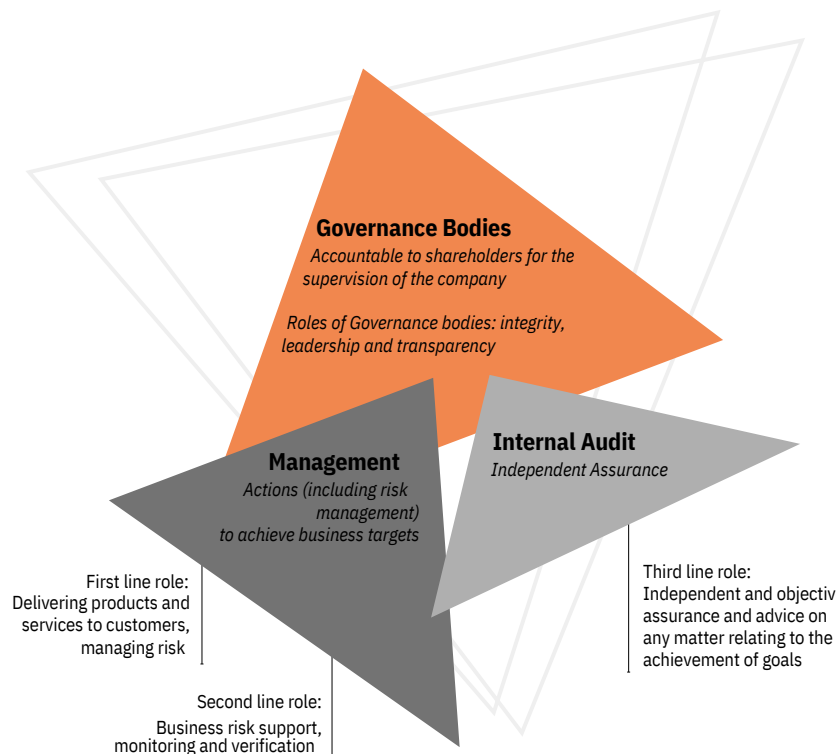 Governance Bodies
Accountable to shareholders for the
supervision of the company
Roles of Governance bodies: integrity,
leadership and transparency
Management
Actions (including risk
management)
to achieve business targets
Internal Audit
Independent Assurance
First line role:
Delivering products and
services to customers,
managing risk
Second line role:
Business risk support,
monitoring and verification
Third line role:
Independent and objectiv
assurance and advice on
any matter relating to the
achievement of goals